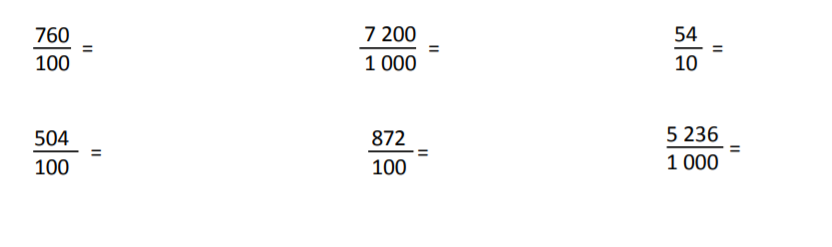 760/100 =
7 200/1 000 =
54/10 =
504/100 =
872/100 =
5 236/1 000 =